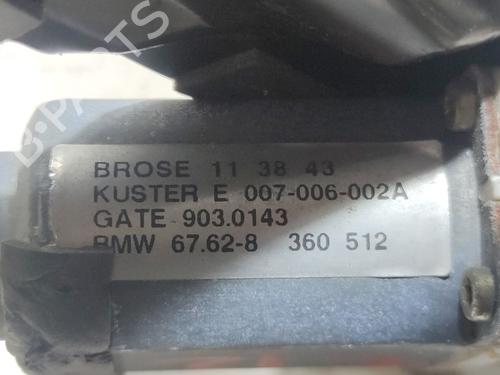 BROSE 11 38 43
KUSTER E 007-006-002A
GATE 903.0143
BMW 67.62-8 360 512
B-PARTS